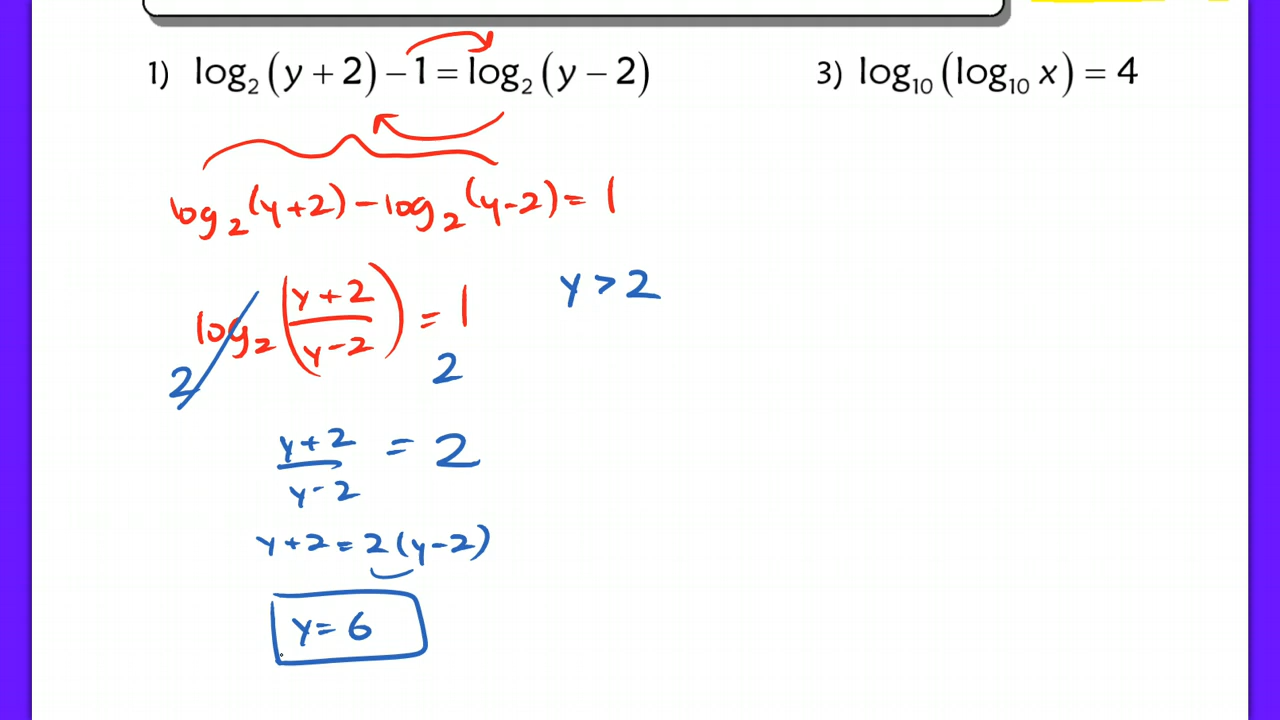 1) log₂(y + 2) − 1 = log₂(y − 2)
3) log₁₀(log₁₀ x) = 4
log₂(y+2) − log₂(y−2) = 1
log₂((y+2)/(y−2)) = 1
y > 2
2 2
(y+2)/(y−2) = 2
y+2 = 2(y−2)
y = 6